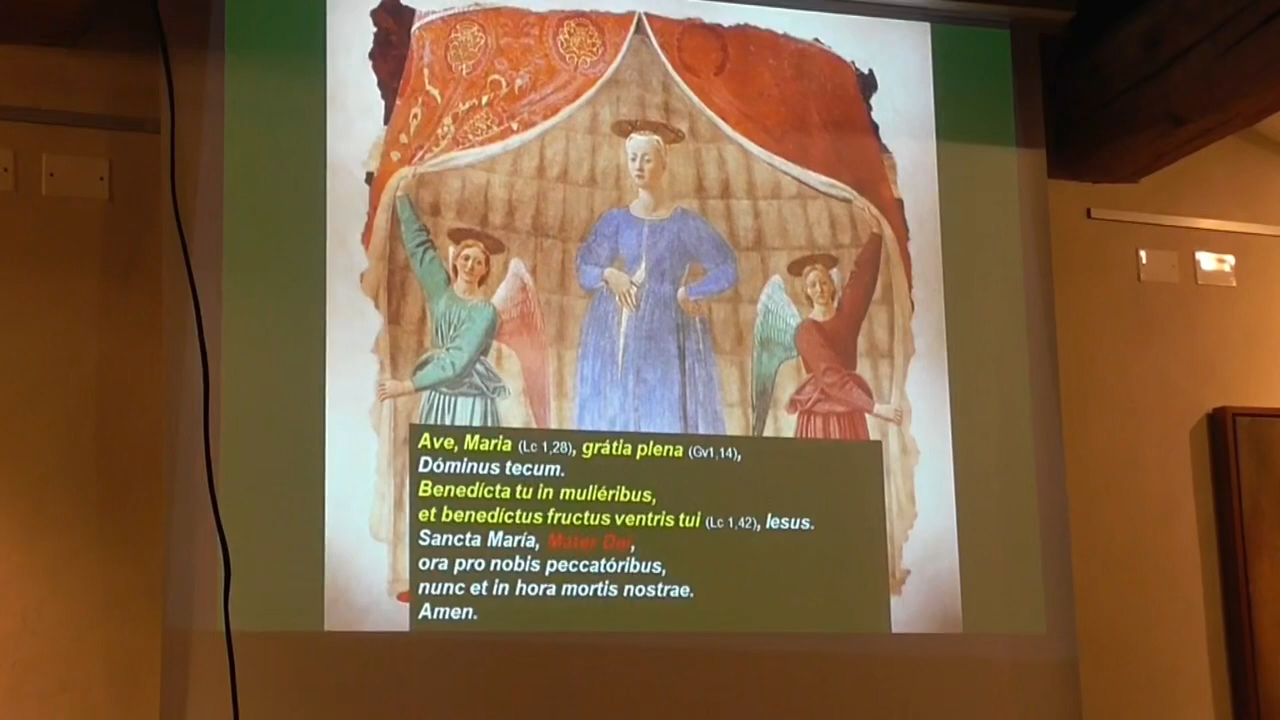 Ave, Maria (Lc 1,28), grátia plena (Gv1,14),
Dóminus tecum.
Benedícta tu in muliéribus,
et benedíctus fructus ventris tui (Lc 1,42), Iesus.
Sancta María, Mater Dei,
ora pro nobis peccatóribus,
nunc et in hora mortis nostrae.
Amen.